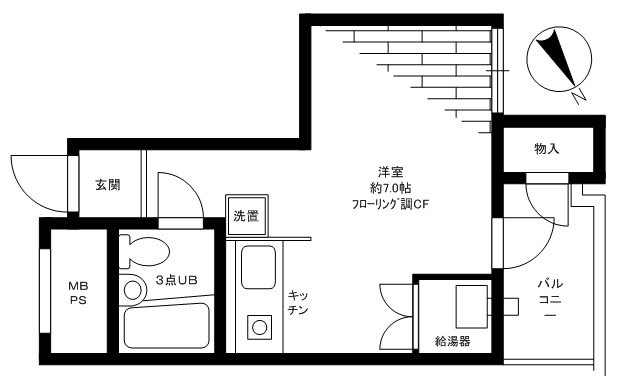 N
物入
洋室
約7.0帖
フローリング調CF
玄関
洗置
MB
PS
3点UB
キッ
チン
バル
コニ
ー
給湯器